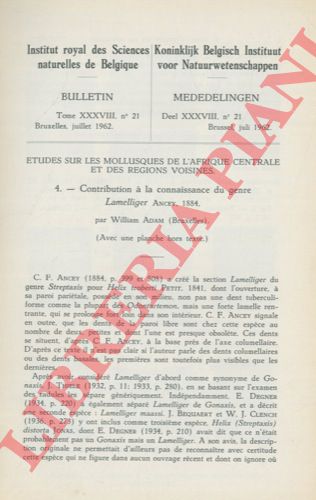 Institut royal des Sciences
naturelles de Belgique
Koninklijk Belgisch Instituut
voor Natuurwetenschappen
BULLETIN
MEDEDELINGEN
Tome XXXVIII, n° 21
Deel XXXVIII, n° 21
Bruxelles, juillet 1962.
Brussel, juli 1962.
ETUDES SUR LES MOLLUSQUES DE L'AFRIQUE CENTRALE
ET DES REGIONS VOISINES.
4. — Contribution à la connaissance du genre
Lamelliger ANCEY, 1884,
par William ADAM (Bruxelles).
(Avec une planche hors texte.)
C. F. ANCEY (1884, p. 399 et 508) a créé la section Lamelliger du
genre Streptaxis pour Helix troberti PETIT, 1841, dont l'ouverture, à
sa paroi pariétale, porte en son milieu, non pas une dent tuberculi-
forme comme la plupart des Odontartemon, mais une forte lamelle ren-
trante, qui se prolonge loin dans son intérieur. C. F. ANCEY signale
en outre, que les dents du paroi libre sont chez cette espèce au
nombre de deux, petites et dont l'une est presque obsolète. Ces dents
se situent, d'après C. F. ANCEY, à la base près de l'axe columellaire.
D'après ce texte, il n'est pas clair si l'auteur parle des dents columellaires
ou des dents basales, les premières sont toutefois plus visibles que les
dernières.
Après avoir considéré Lamelliger d'abord comme synonyme de Go-
naxis, J. THIELE (1932, p. 11; 1933, p. 280), en se basant sur l'examen
des radules, les sépare génériquement. Indépendamment, E. DEGNER
(1934, p. 220) a également séparé Lamelliger de Gonaxis, et a décrit
une seconde espèce : Lamelliger maassi. J. BEQUAERT et W. J. CLENCH
(1936, p. 228) y ont inclus comme troisième espèce, Helix (Streptaxis)
distorta JONAS, dont E. DEGNER (1934, p. 210) avait dit que ce n'était
probablement pas un Gonaxis mais un Lamelliger. A son avis, la description
originale ne permettait d'ailleurs pas de reconnaître avec certitude
cette espèce qui ne figure dans aucun ouvrage récent et dont on ignore où
LIBRERIA PIANI